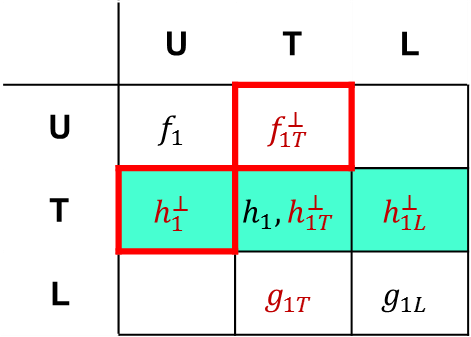 U T L
U f₁ f₁T⊥
T h₁⊥ h₁, h₁T⊥ h₁L⊥
L g₁T g₁L